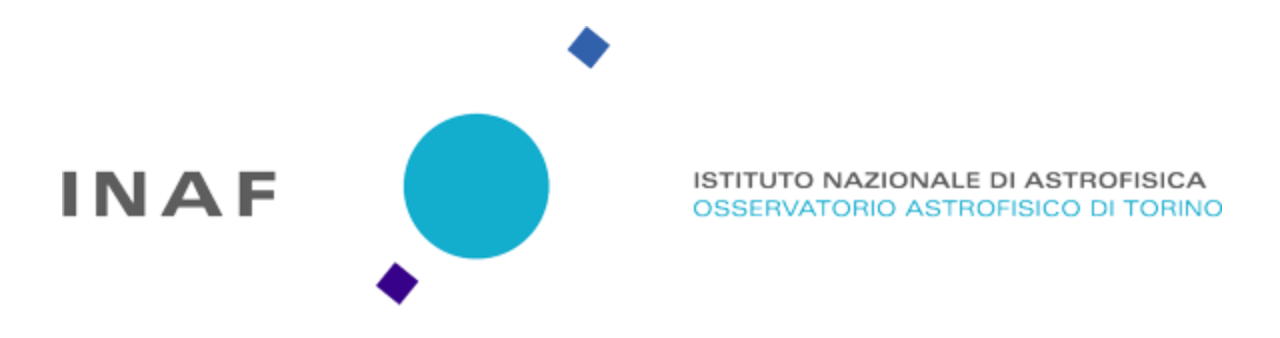 INAF
ISTITUTO NAZIONALE DI ASTROFISICA
OSSERVATORIO ASTROFISICO DI TORINO